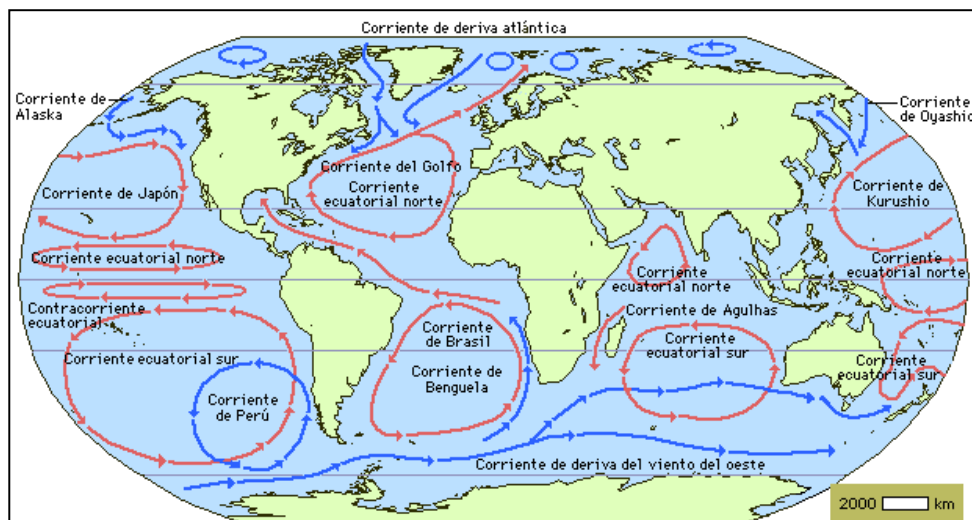 Corriente de deriva atlántica
Corriente de
Alaska
Corriente
de Oyashio
Corriente del Golfo
Corriente
ecuatorial norte
Corriente de Japón
Corriente de
Kurushio
Corriente ecuatorial norte
Corriente
ecuatorial norte
Corriente
ecuatorial norte
Contracorriente
ecuatorial
Corriente de Agulhas
Corriente
de Brasil
Corriente
ecuatorial sur
Corriente ecuatorial sur
Corriente
ecuatorial sur
Corriente de
Benguela
Corriente
de Perú
Corriente de deriva del viento del oeste
2000 km